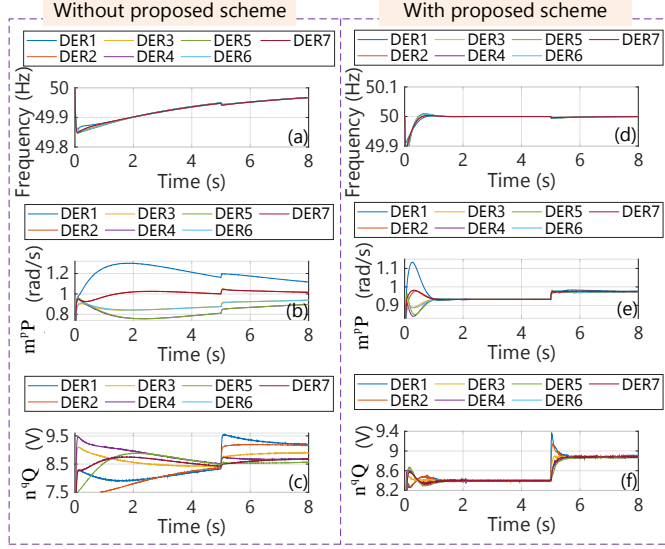 Without proposed scheme
DER1 DER3 DER5 DER7
DER2 DER4 DER6
Frequency (Hz)
50
49.9
49.8
(a)
0 2 4 6 8
Time (s)
DER1 DER3 DER5 DER7
DER2 DER4 DER6
mᵖP (rad/s)
1.2
1
0.8
(b)
0 2 4 6 8
Time (s)
DER1 DER3 DER5 DER7
DER2 DER4 DER6
nqQ (V)
9.5
8.5
7.5
(c)
0 2 4 6 8
Time (s)
With proposed scheme
DER1 DER3 DER5 DER7
DER2 DER4 DER6
Frequency (Hz)
50.1
50
49.9
(d)
0 2 4 6 8
Time (s)
DER1 DER3 DER5 DER7
DER2 DER4 DER6
mᵖP (rad/s)
1.1
1
0.9
(e)
0 2 4 6 8
Time (s)
DER1 DER3 DER5 DER7
DER2 DER4 DER6
nqQ (V)
9.4
9
8.6
8.2
(f)
0 2 4 6 8
Time (s)